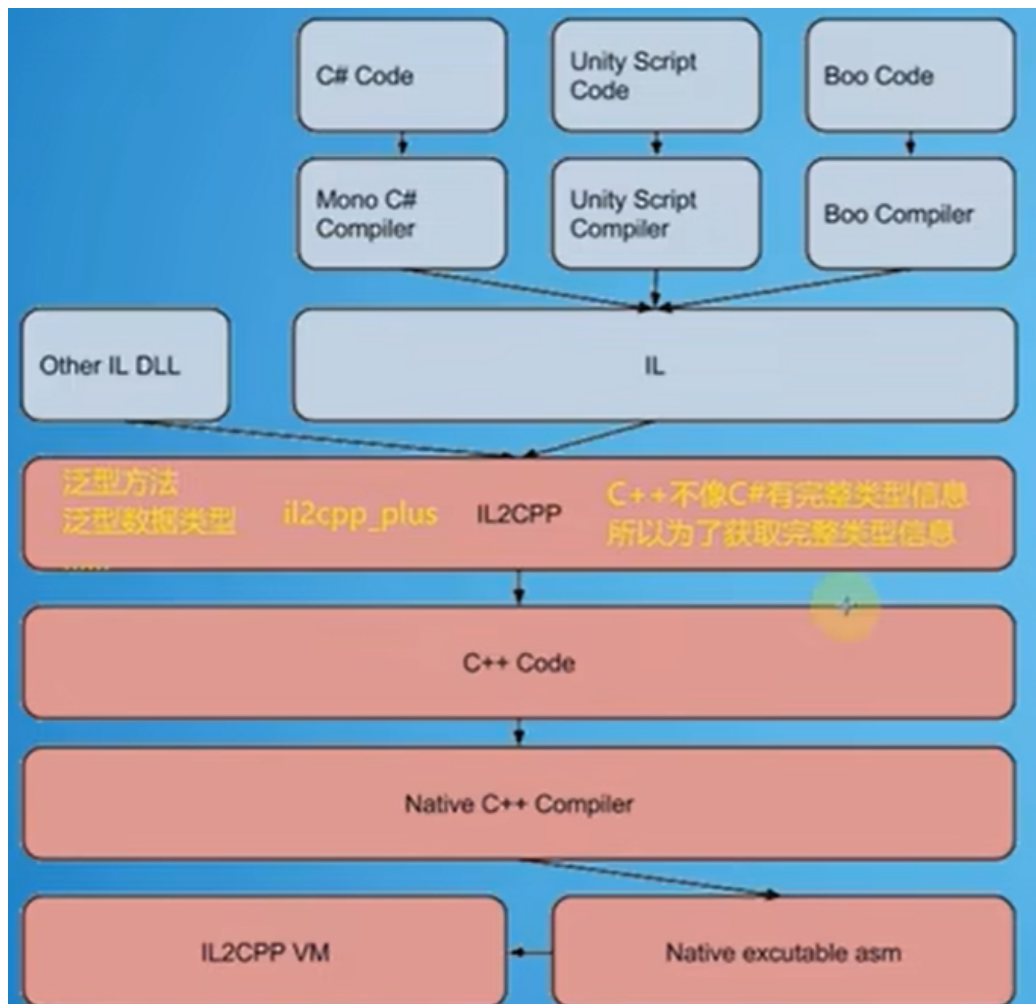 C# Code
Unity Script
Code
Boo Code
Mono C#
Compiler
Unity Script
Compiler
Boo Compiler
Other IL DLL
IL
泛型方法
泛型数据类型
......
il2cpp_plus
IL2CPP
C++不像C#有完整类型信息
所以为了获取完整类型信息
C++ Code
Native C++ Compiler
IL2CPP VM
Native excutable asm